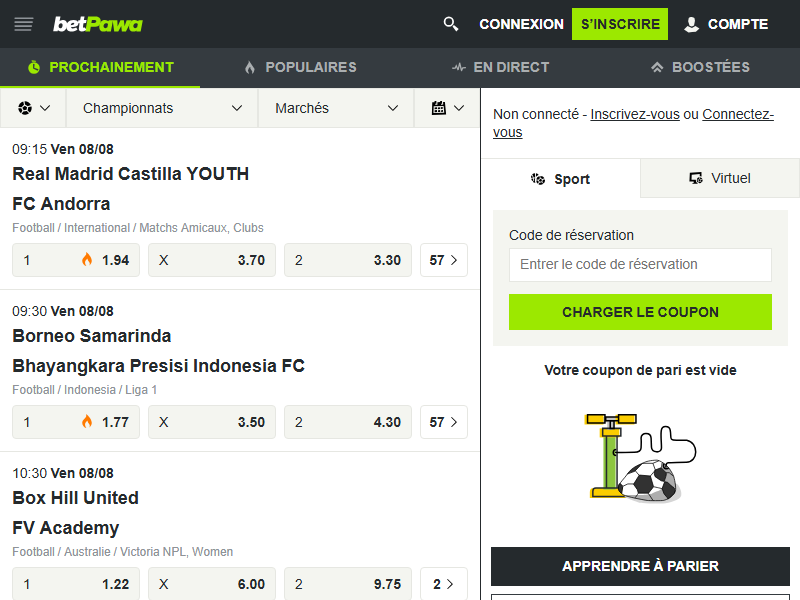 betPawa
CONNEXION
S'INSCRIRE
COMPTE
PROCHAINEMENT
POPULAIRES
EN DIRECT
BOOSTÉES
Championnats
Marchés
09:15 Ven 08/08
Real Madrid Castilla YOUTH
FC Andorra
Football / International / Matchs Amicaux, Clubs
1 1.94
X 3.70
2 3.30
57
09:30 Ven 08/08
Borneo Samarinda
Bhayangkara Presisi Indonesia FC
Football / Indonesia / Liga 1
1 1.77
X 3.50
2 4.30
57
10:30 Ven 08/08
Box Hill United
FV Academy
Football / Australie / Victoria NPL, Women
1 1.22
X 6.00
2 9.75
2
Non connecté - Inscrivez-vous ou Connectez-
vous
Sport
Virtuel
Code de réservation
Entrer le code de réservation
CHARGER LE COUPON
Votre coupon de pari est vide
APPRENDRE À PARIER